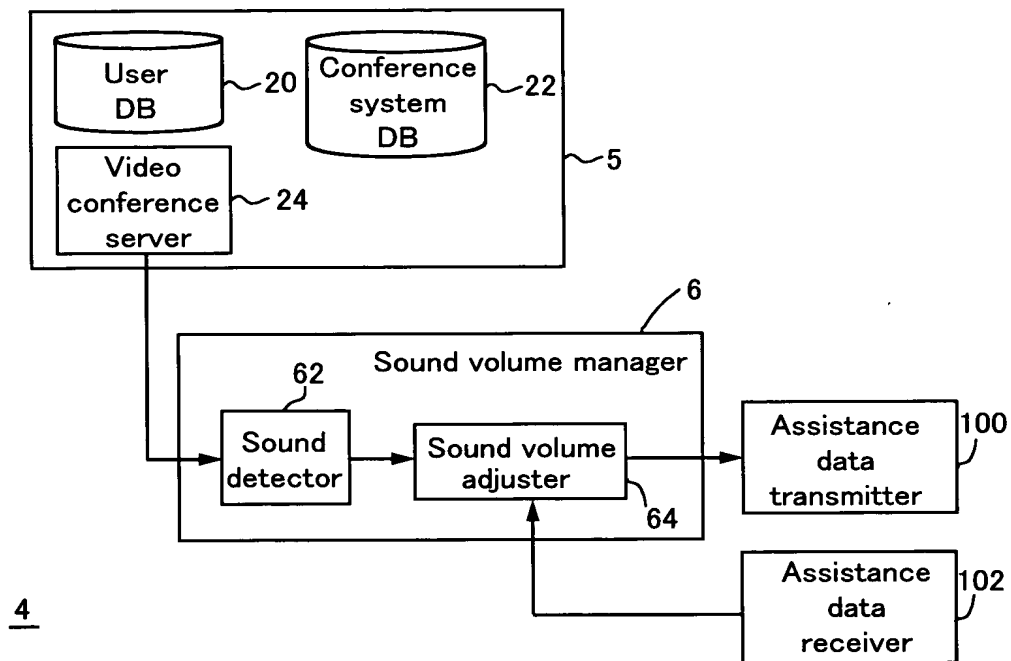 User
DB
20
Conference
system
DB
22
Video
conference
server
24
5
6
Sound volume manager
62
Sound
detector
Sound volume
adjuster
64
Assistance
data
transmitter
100
Assistance
data
receiver
102
4